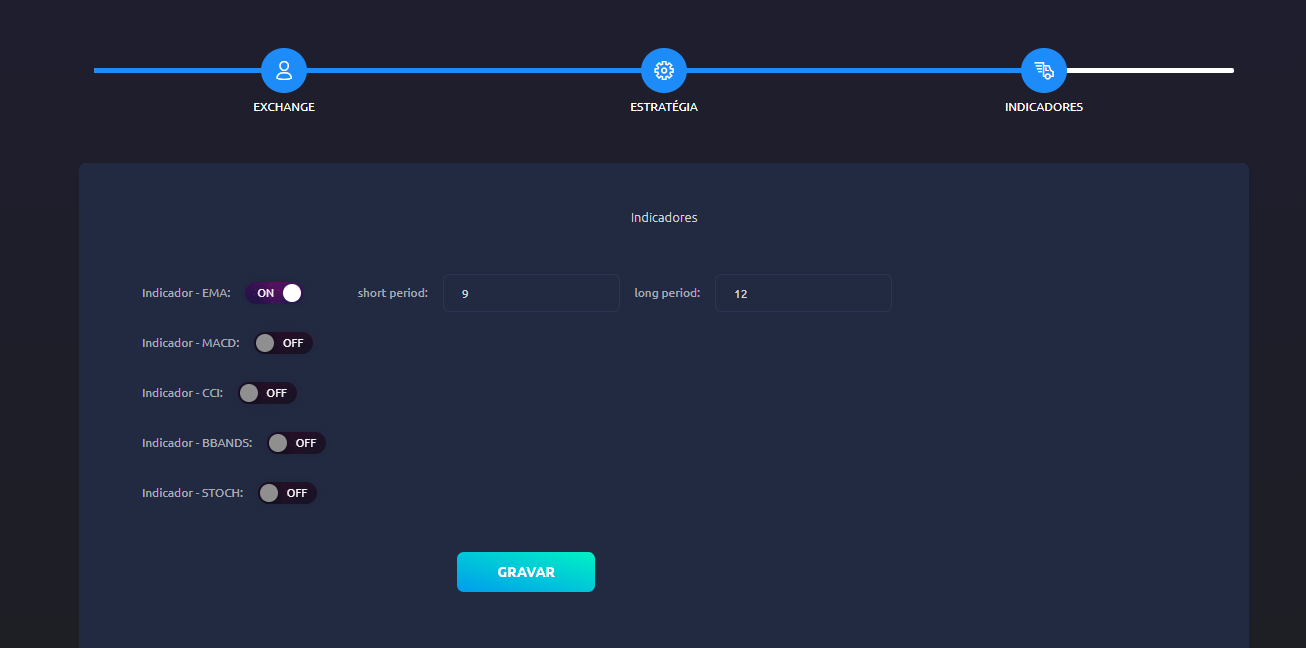 EXCHANGE
ESTRATÉGIA
INDICADORES
Indicadores
Indicador - EMA: ON short period: 9 long period: 12
Indicador - MACD: OFF
Indicador - CCI: OFF
Indicador - BBANDS: OFF
Indicador - STOCH: OFF
GRAVAR